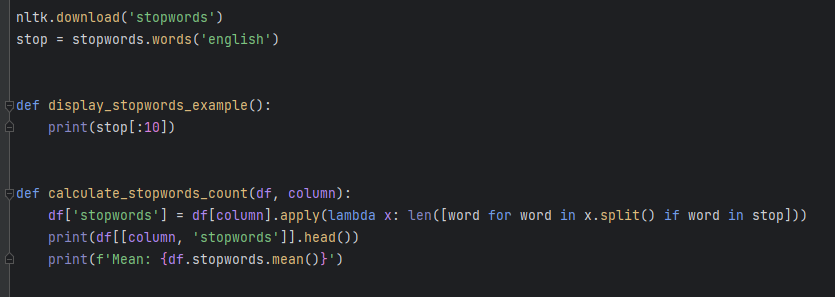 nltk.download('stopwords')
stop = stopwords.words('english')
def display_stopwords_example():
    print(stop[:10])
def calculate_stopwords_count(df, column):
    df['stopwords'] = df[column].apply(lambda x: len([word for word in x.split() if word in stop]))
    print(df[[column, 'stopwords']].head())
    print(f'Mean: {df.stopwords.mean()}')